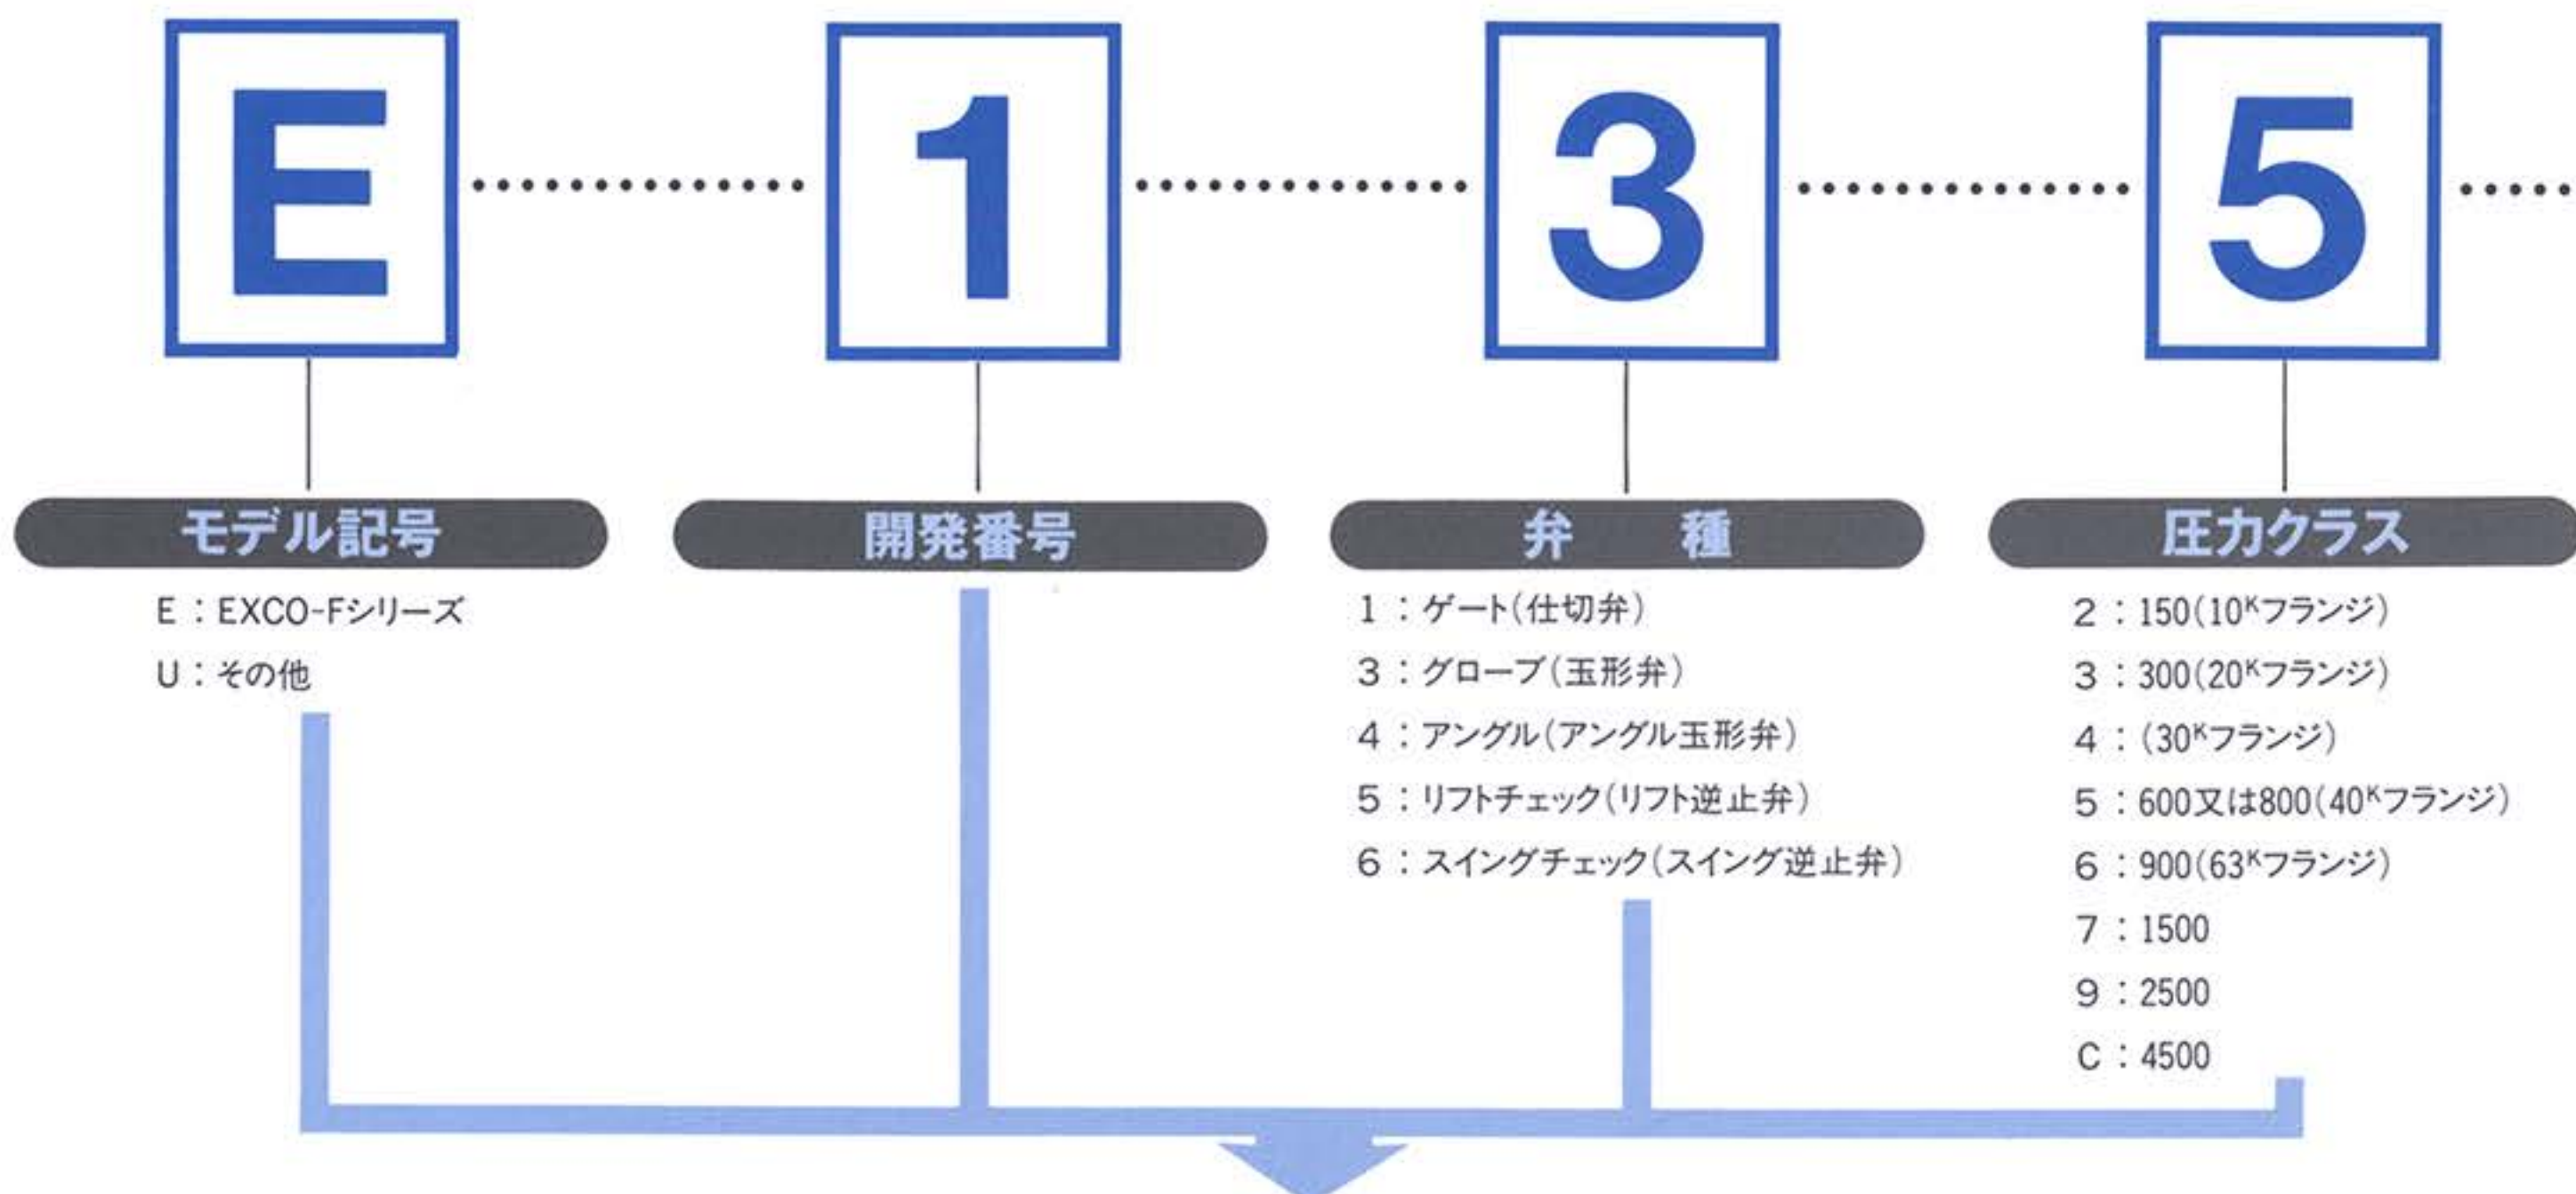 E
1
3
5
モデル記号
E：EXCO-Fシリーズ
U：その他
開発番号
弁　種
1：ゲート(仕切弁)
3：グローブ(玉形弁)
4：アングル(アングル玉形弁)
5：リフトチェック(リフト逆止弁)
6：スイングチェック(スイング逆止弁)
圧力クラス
2：150(10ᴷフランジ)
3：300(20ᴷフランジ)
4：(30ᴷフランジ)
5：600又は800(40ᴷフランジ)
6：900(63ᴷフランジ)
7：1500
9：2500
C：4500